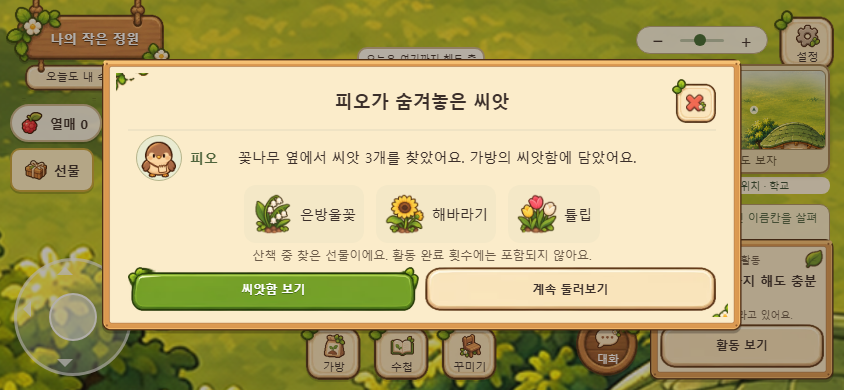 나의 작은 정원
오늘도 내
열매 0
선물
− +
설정
피오가 숨겨놓은 씨앗
피오
꽃나무 옆에서 씨앗 3개를 찾았어요. 가방의 씨앗함에 담았어요.
은방울꽃
해바라기
튤립
산책 중 찾은 선물이에요. 활동 완료 횟수에는 포함되지 않아요.
씨앗함 보기
계속 둘러보기
도 보자
위치 · 학교
이름칸을 살펴
활동
지 해도 충분
라고 있어요.
활동 보기
가방
수첩
꾸미기
대화